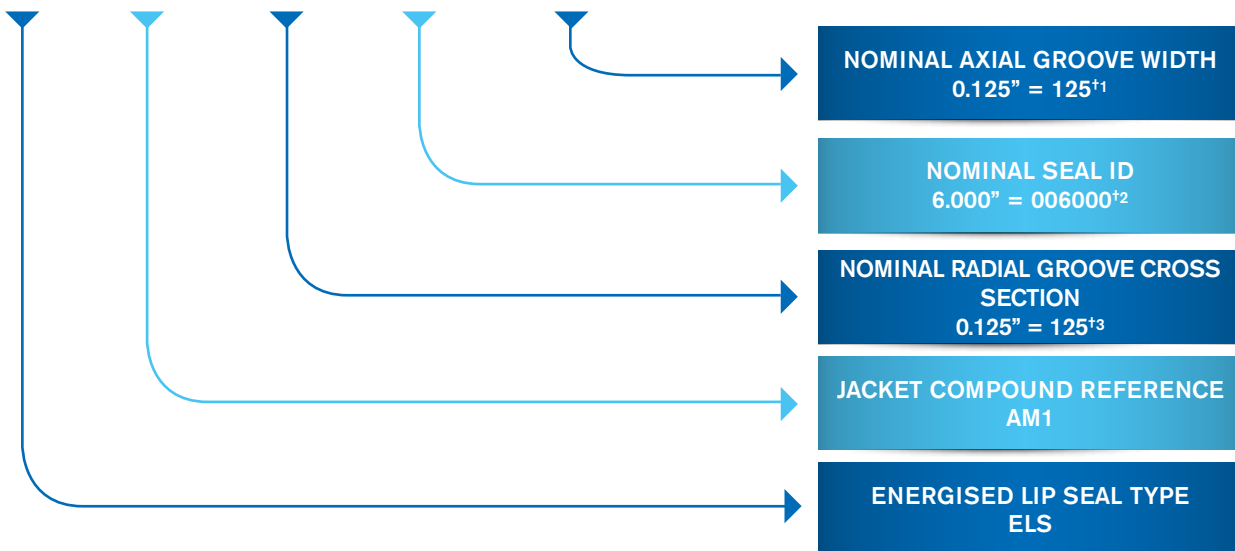 NOMINAL AXIAL GROOVE WIDTH
0.125” = 125†1
NOMINAL SEAL ID
6.000” = 006000†2
NOMINAL RADIAL GROOVE CROSS
SECTION
0.125” = 125†3
JACKET COMPOUND REFERENCE
AM1
ENERGISED LIP SEAL TYPE
ELS